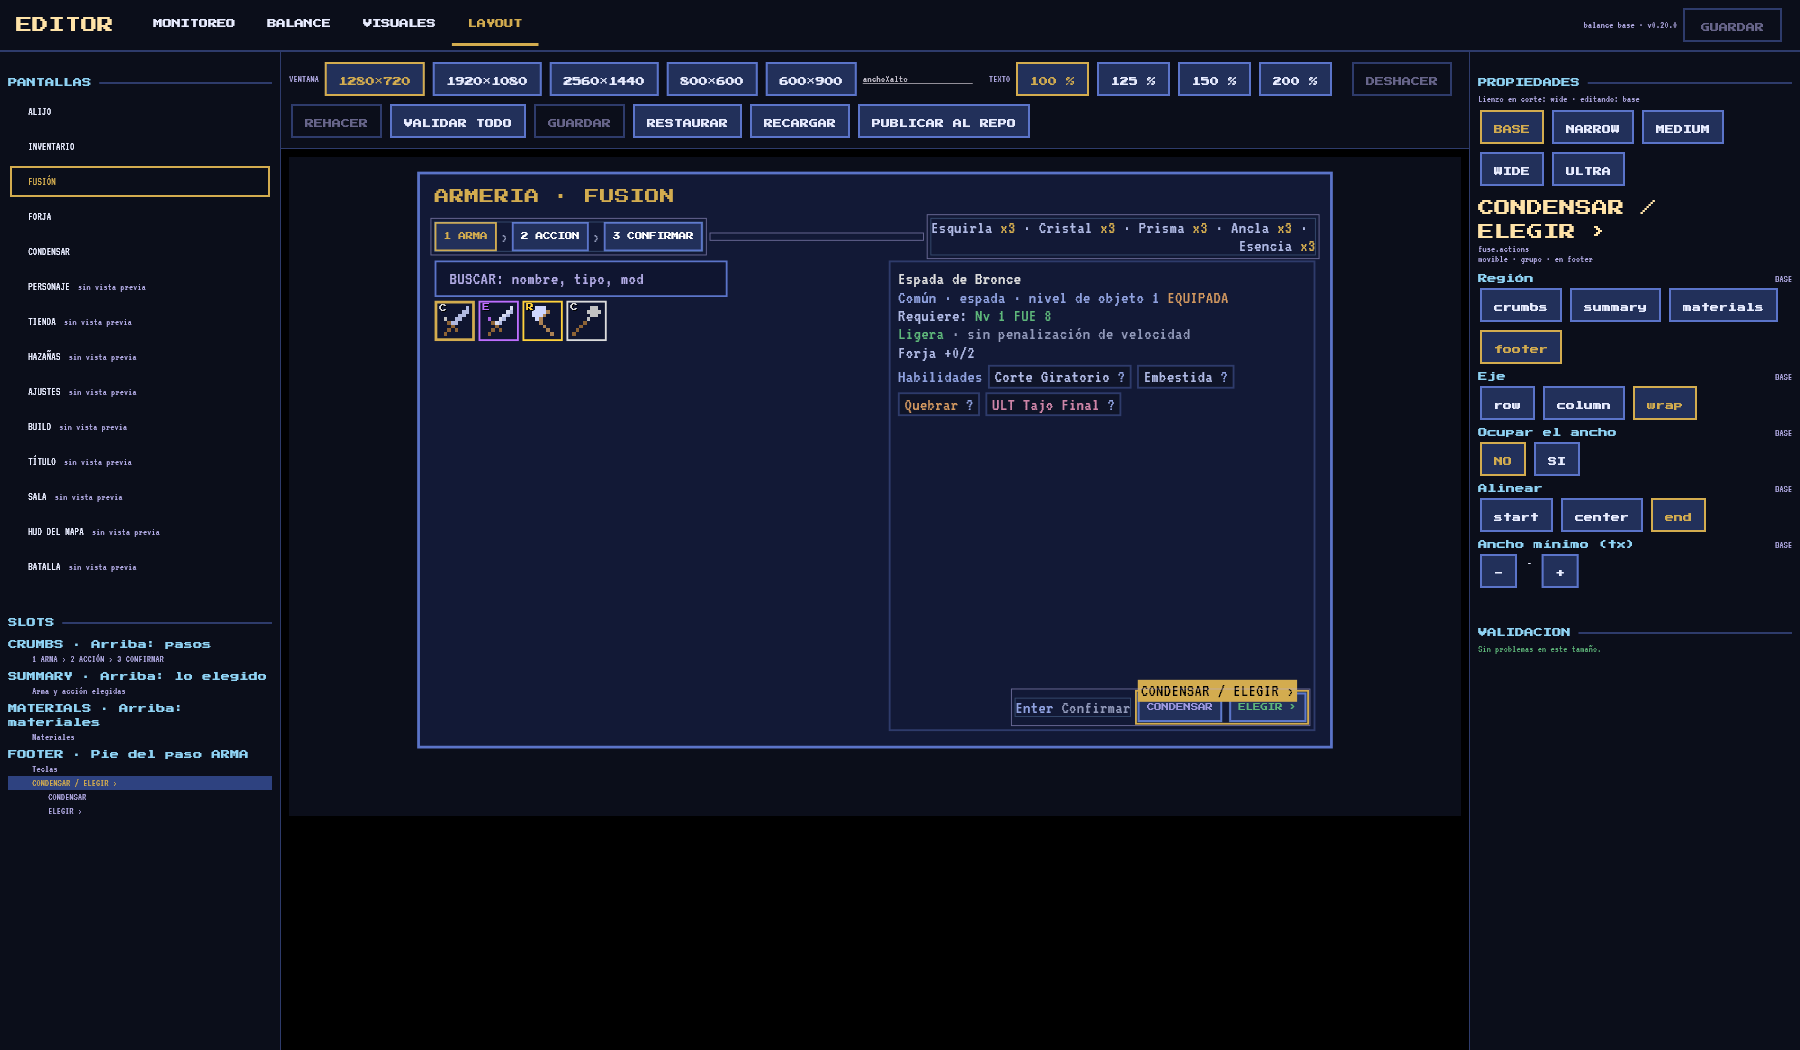 EDITOR MONITOREO BALANCE VISUALES LAYOUT balance base · v0.20.0 GUARDAR
PANTALLAS
ALIJO
INVENTARIO
FUSIÓN
FORJA
CONDENSAR
PERSONAJE sin vista previa
TIENDA sin vista previa
HAZAÑAS sin vista previa
AJUSTES sin vista previa
BUILD sin vista previa
TÍTULO sin vista previa
SALA sin vista previa
HUD DEL MAPA sin vista previa
BATALLA sin vista previa
SLOTS
CRUMBS · Arriba: pasos
1 ARMA › 2 ACCIÓN › 3 CONFIRMAR
SUMMARY · Arriba: lo elegido
Arma y acción elegidas
MATERIALS · Arriba:
materiales
Materiales
FOOTER · Pie del paso ARMA
Teclas
CONDENSAR / ELEGIR ›
CONDENSAR
ELEGIR ›
VENTANA 1280×720 1920×1080 2560×1440 800×600 600×900 anchoXalto TEXTO 100 % 125 % 150 % 200 % DESHACER
REHACER VALIDAR TODO GUARDAR RESTAURAR RECARGAR PUBLICAR AL REPO
ARMERIA · FUSION
1 ARMA › 2 ACCION › 3 CONFIRMAR
Esquirla x3 · Cristal x3 · Prisma x3 · Ancla x3 ·
Esencia x3
BUSCAR: nombre, tipo, mod
C E R C
Espada de Bronce
Común · espada · nivel de objeto 1 EQUIPADA
Requiere: Nv 1 FUE 8
Ligera · sin penalización de velocidad
Forja +0/2
Habilidades Corte Giratorio ? Embestida ?
Quebrar ? ULT Tajo Final ?
CONDENSAR / ELEGIR ›
Enter Confirmar CONDENSAR ELEGIR ›
PROPIEDADES
Lienzo en corte: wide · editando: base
BASE NARROW MEDIUM
WIDE ULTRA
CONDENSAR /
ELEGIR ›
fuse.actions
movible · grupo · en footer
Región BASE
crumbs summary materials
footer
Eje BASE
row column wrap
Ocupar el ancho BASE
NO SI
Alinear BASE
start center end
Ancho mínimo (tx) BASE
- · +
VALIDACION
Sin problemas en este tamaño.